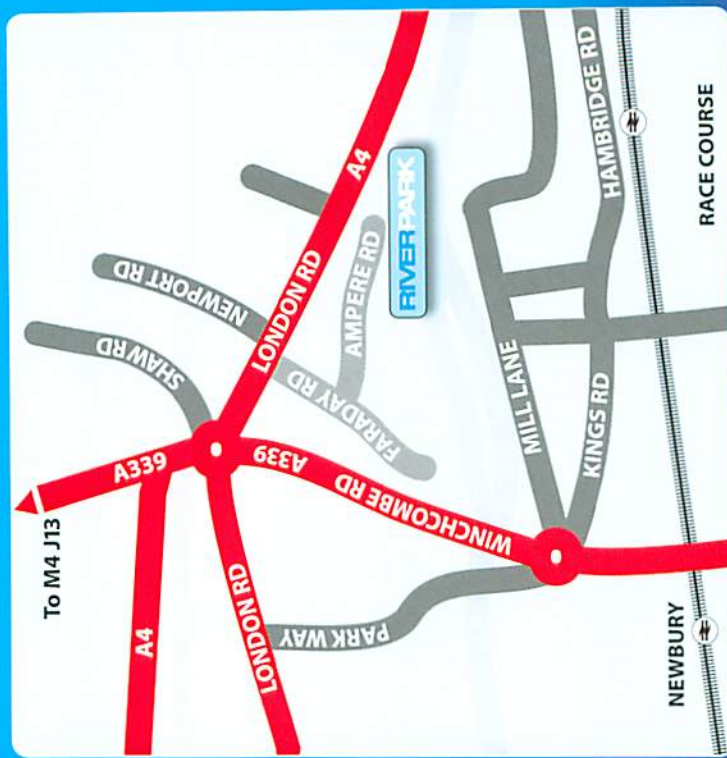 To M4 J13
A339
SHAW RD
NEWPORT RD
A4
LONDON RD
A4
LONDON RD
A339
FARADAY RD
AMPERE RD
RIVERPARK
WINCHCOMBE RD
PARK WAY
MILL LANE
KINGS RD
HAMBRIDGE RD
NEWBURY
RACE COURSE